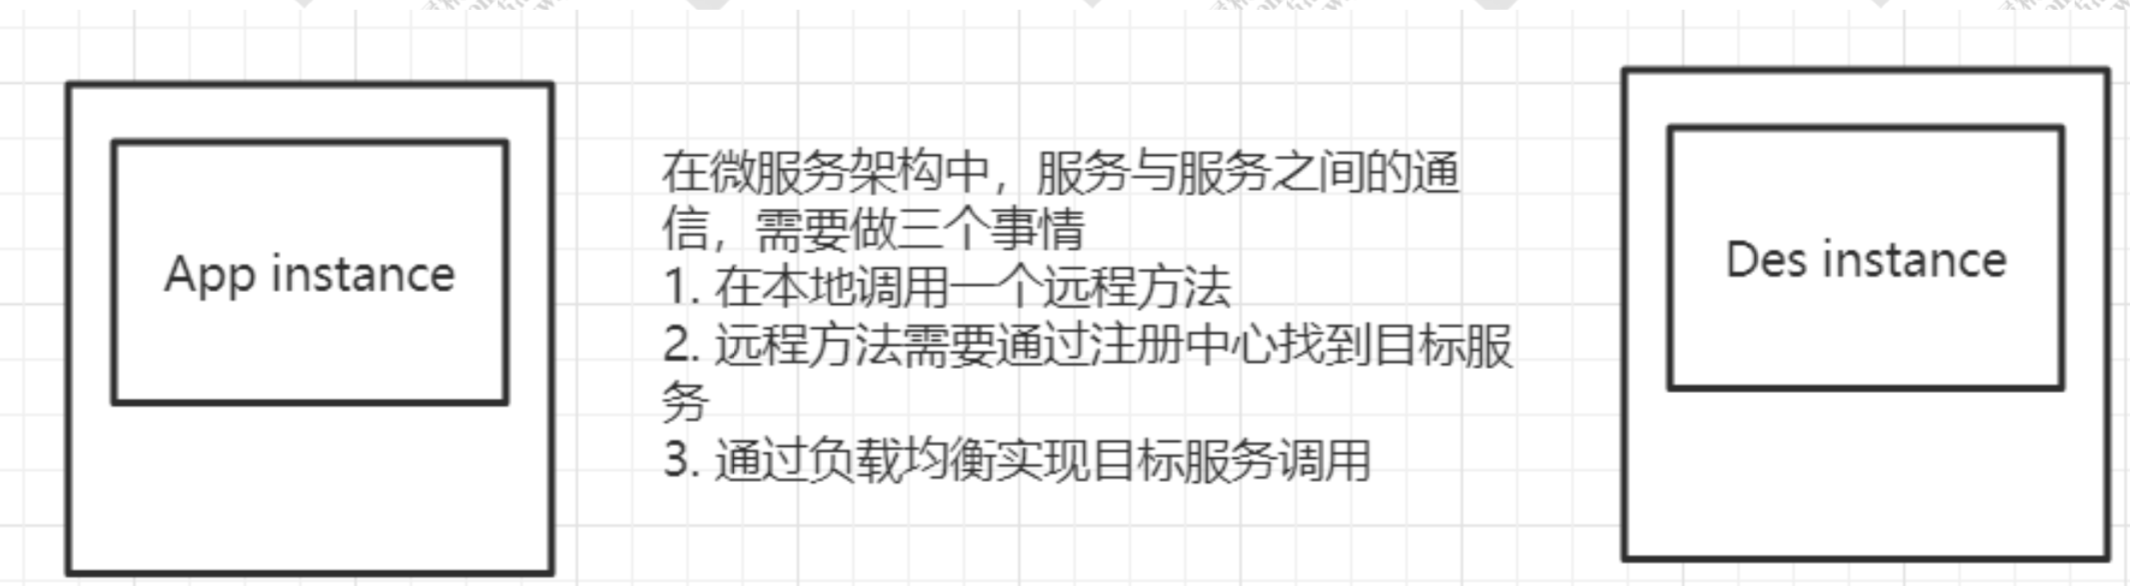 App instance
在微服务架构中，服务与服务之间的通
信，需要做三个事情
1. 在本地调用一个远程方法
2. 远程方法需要通过注册中心找到目标服
务
3. 通过负载均衡实现目标服务调用
Des instance